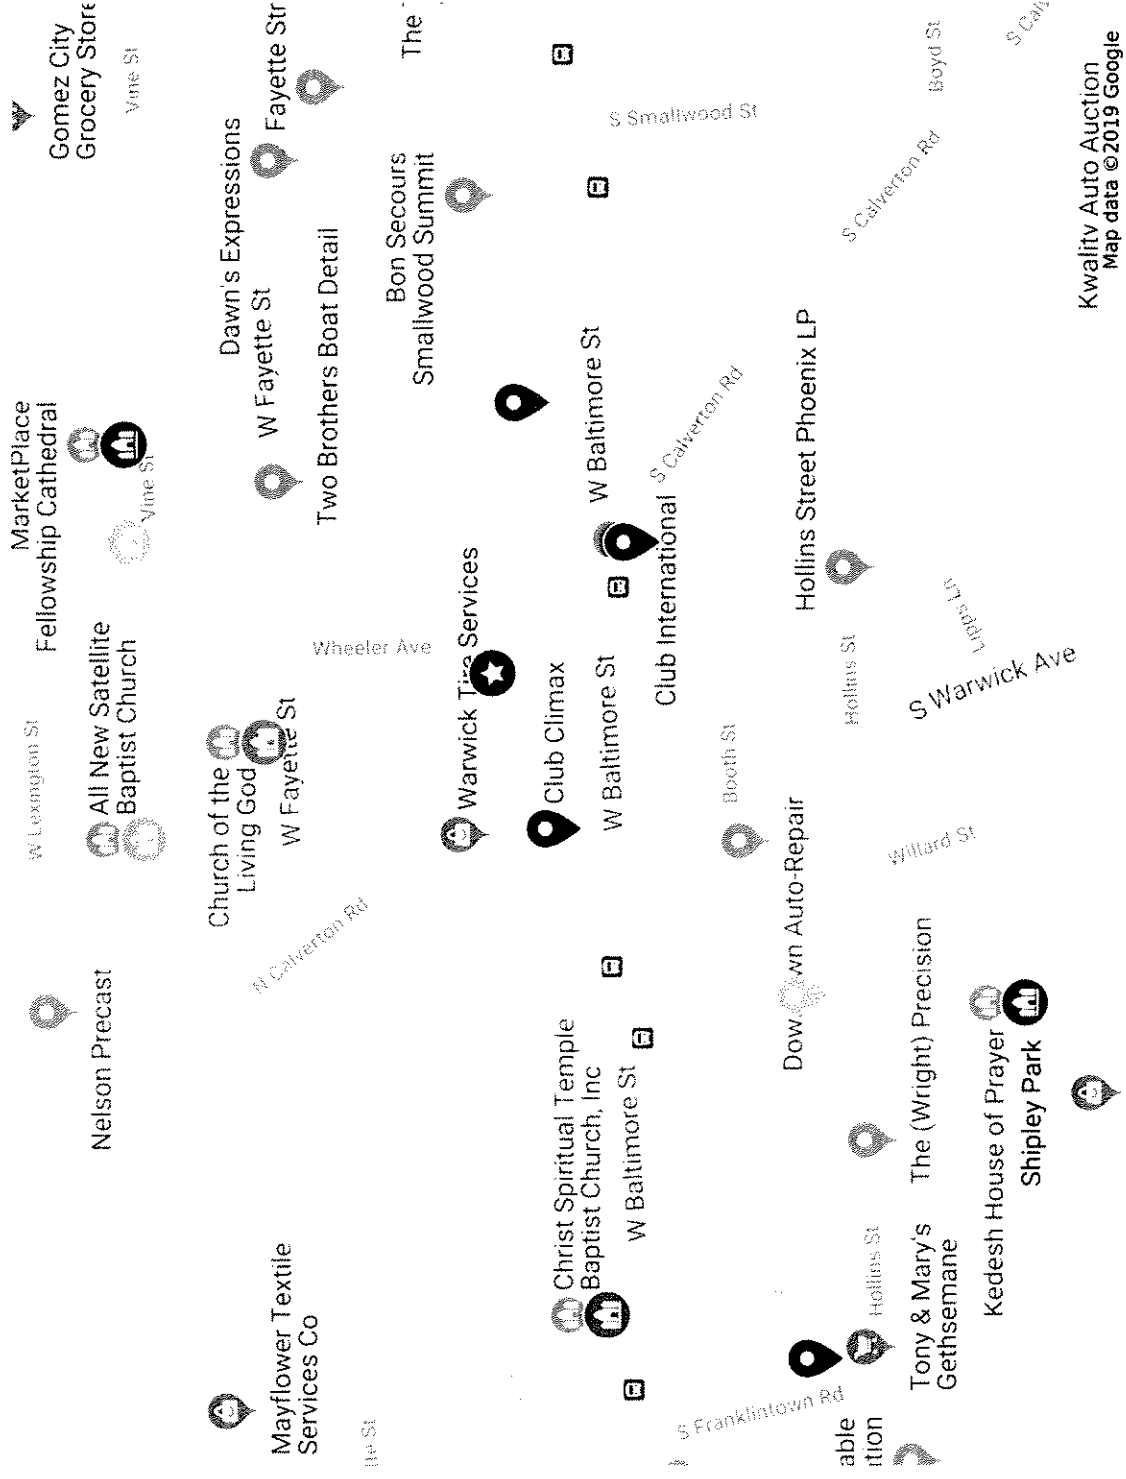 Gomez City
Grocery Store
Vine St
Fayette Str
The
S Smallwood St
Boyd St
Kwality Auto Auction
Map data ©2019 Google
Dawn's Expressions
W Fayette St
Two Brothers Boat Detail
Bon Secours
Smallwood Summit
S Calverton Rd
W Baltimore St
S Calverton Rd
Hollins Street Phoenix LP
MarketPlace
Fellowship Cathedral
Vine St
Wheeler Ave
Warwick Tire Services
Club International
Hollins St
Lipps Ln
S Warwick Ave
W Lexington St
All New Satellite
Baptist Church
Church of the
Living God
W Fayette St
Club Climax
W Baltimore St
Booth St
Willard St
N Calverton Rd
Nelson Precast
Dow wn Auto-Repair
The (Wright) Precision
Christ Spiritual Temple
Baptist Church, Inc
W Baltimore St
Kedesh House of Prayer
Shipley Park
Mayflower Textile
Services Co
Hollins St
Tony & Mary's
Gethsemane
S Franklintown Rd
able
ation